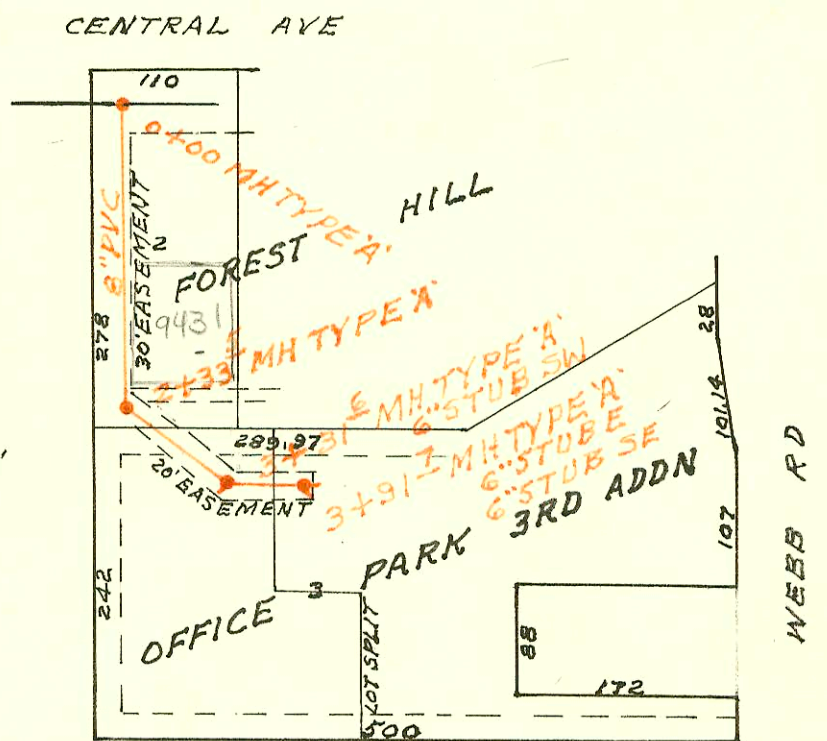 CENTRAL AVE
110
0+00 MH TYPE 'A'
8" PVC
30' EASEMENT
2
FOREST HILL
9431
278
2+33 5 MH TYPE 'A'
28
101.14
289.97
3+31 6 MH TYPE 'A'
6" STUB SW
3+91 7 MH TYPE 'A'
6" STUB E
6" STUB SE
20' EASEMENT
WEBB RD
107
242
OFFICE PARK 3RD ADDN
3
LOT SPLIT
88
172
500